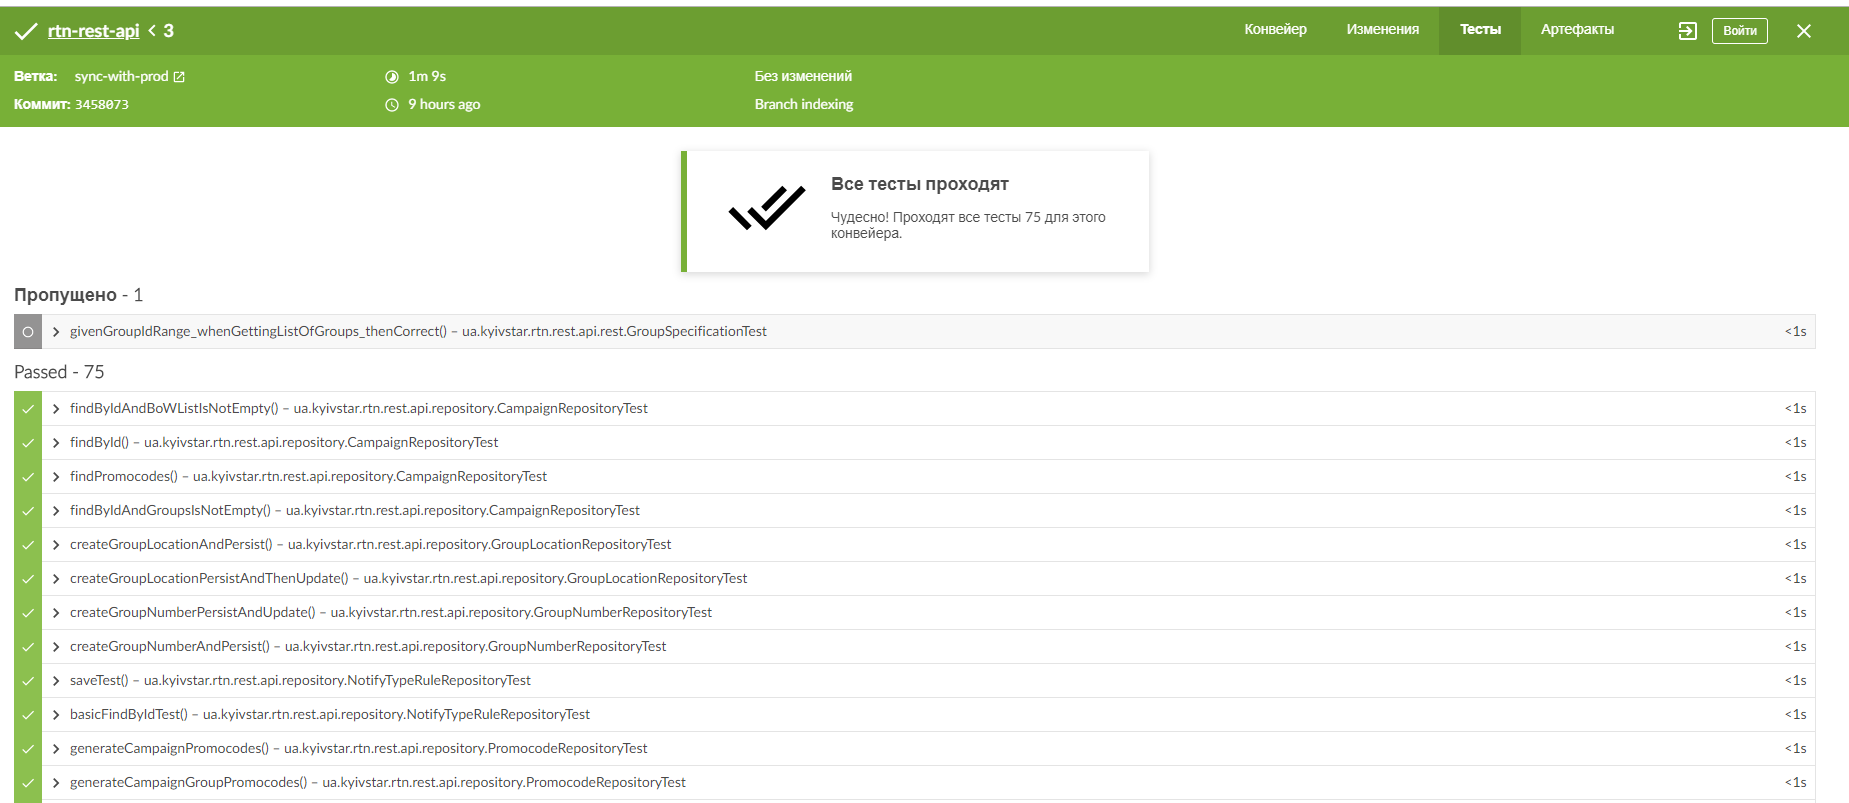 rtn-rest-api < 3 Конвейер Изменения Тесты Артефакты Войти
Ветка: sync-with-prod 1m 9s Без изменений
Коммит: 3458073 9 hours ago Branch indexing
Все тесты проходят
Чудесно! Проходят все тесты 75 для этого
конвейера.
Пропущено - 1
givenGroupIdRange_whenGettingListOfGroups_thenCorrect() – ua.kyivstar.rtn.rest.api.rest.GroupSpecificationTest <1s
Passed - 75
findByIdAndBoWListIsNotEmpty() – ua.kyivstar.rtn.rest.api.repository.CampaignRepositoryTest <1s
findById() – ua.kyivstar.rtn.rest.api.repository.CampaignRepositoryTest <1s
findPromocodes() – ua.kyivstar.rtn.rest.api.repository.CampaignRepositoryTest <1s
findByIdAndGroupsIsNotEmpty() – ua.kyivstar.rtn.rest.api.repository.CampaignRepositoryTest <1s
createGroupLocationAndPersist() – ua.kyivstar.rtn.rest.api.repository.GroupLocationRepositoryTest <1s
createGroupLocationPersistAndThenUpdate() – ua.kyivstar.rtn.rest.api.repository.GroupLocationRepositoryTest <1s
createGroupNumberPersistAndUpdate() – ua.kyivstar.rtn.rest.api.repository.GroupNumberRepositoryTest <1s
createGroupNumberAndPersist() – ua.kyivstar.rtn.rest.api.repository.GroupNumberRepositoryTest <1s
saveTest() – ua.kyivstar.rtn.rest.api.repository.NotifyTypeRuleRepositoryTest <1s
basicFindByIdTest() – ua.kyivstar.rtn.rest.api.repository.NotifyTypeRuleRepositoryTest <1s
generateCampaignPromocodes() – ua.kyivstar.rtn.rest.api.repository.PromocodeRepositoryTest <1s
generateCampaignGroupPromocodes() – ua.kyivstar.rtn.rest.api.repository.PromocodeRepositoryTest <1s